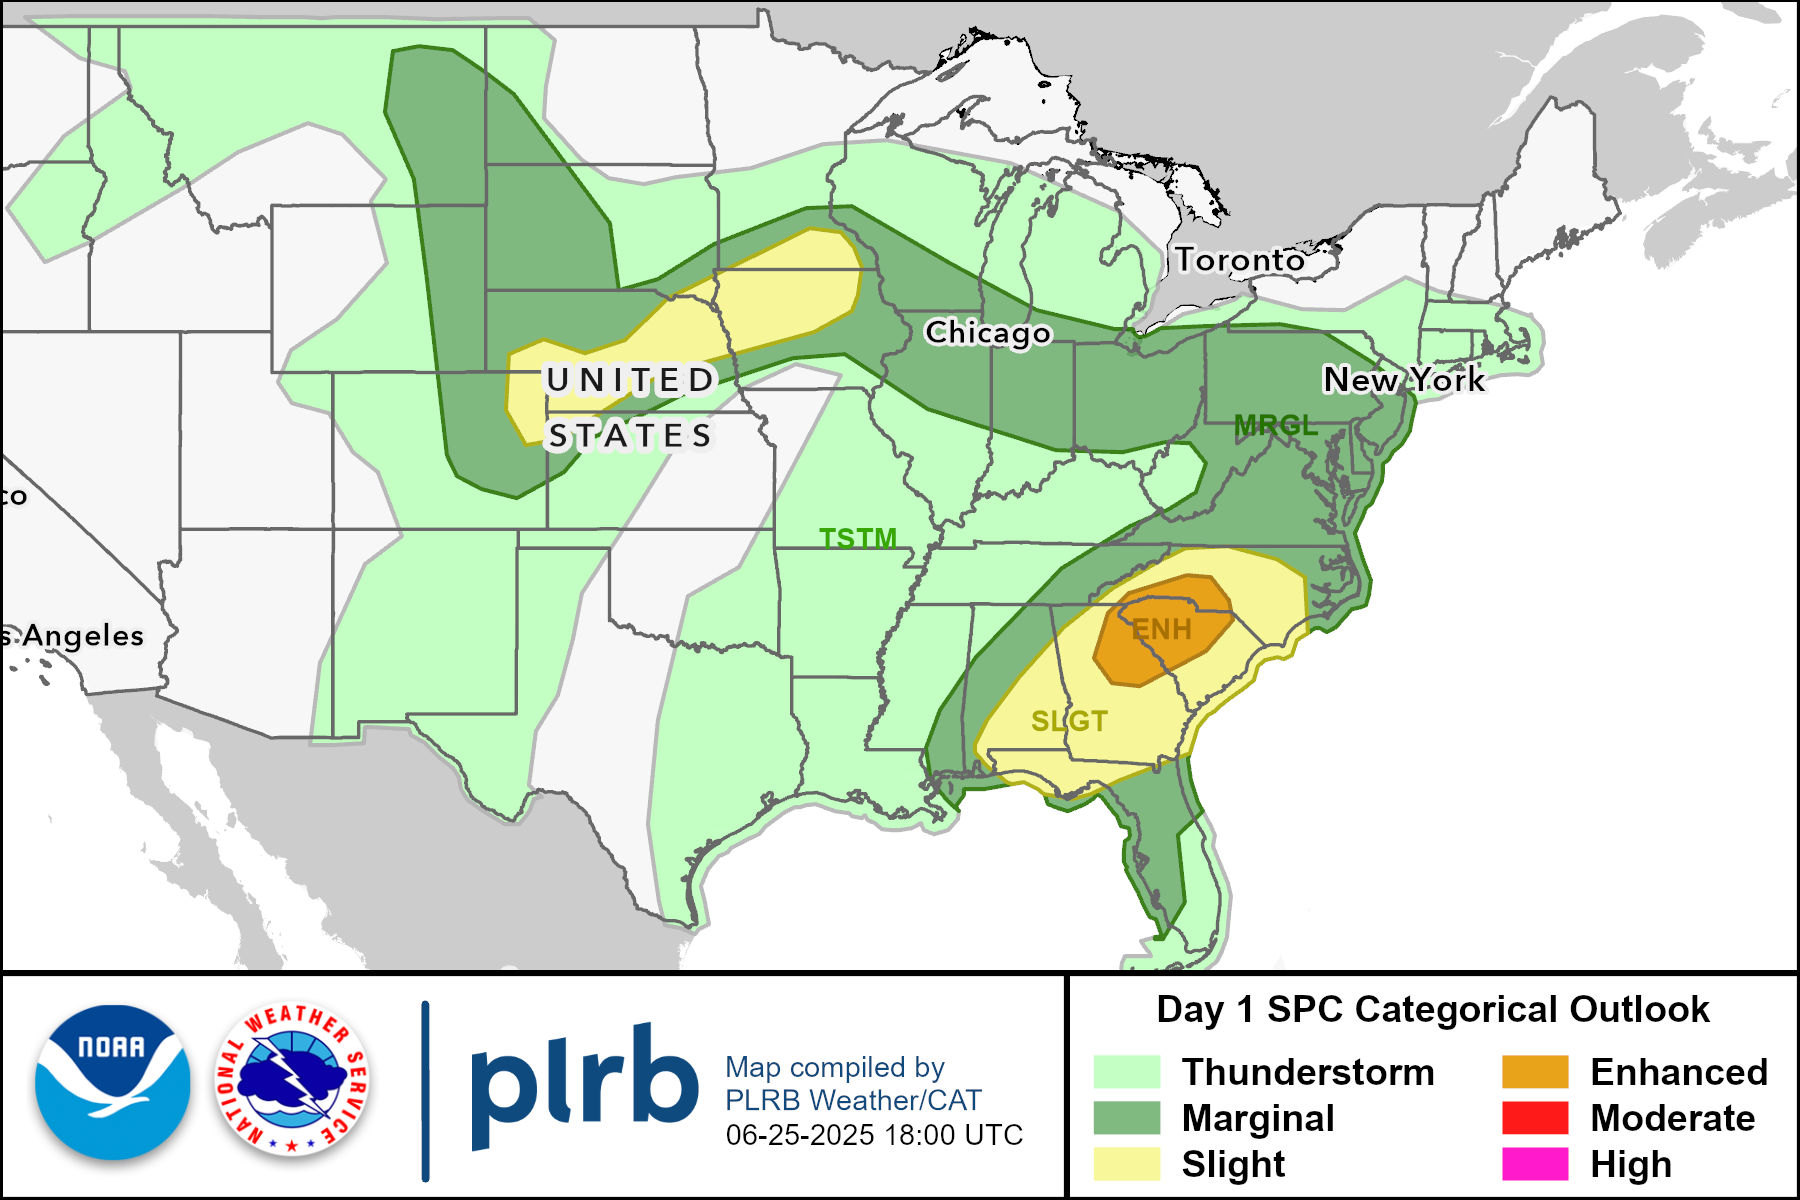 Toronto
Chicago
New York
UNITED
STATES
MRGL
co
TSTM
s Angeles
ENH
SLGT
NOAA
NATIONAL WEATHER SERVICE
plrb
Map compiled by
PLRB Weather/CAT
06-25-2025 18:00 UTC
Day 1 SPC Categorical Outlook
Thunderstorm
Marginal
Slight
Enhanced
Moderate
High